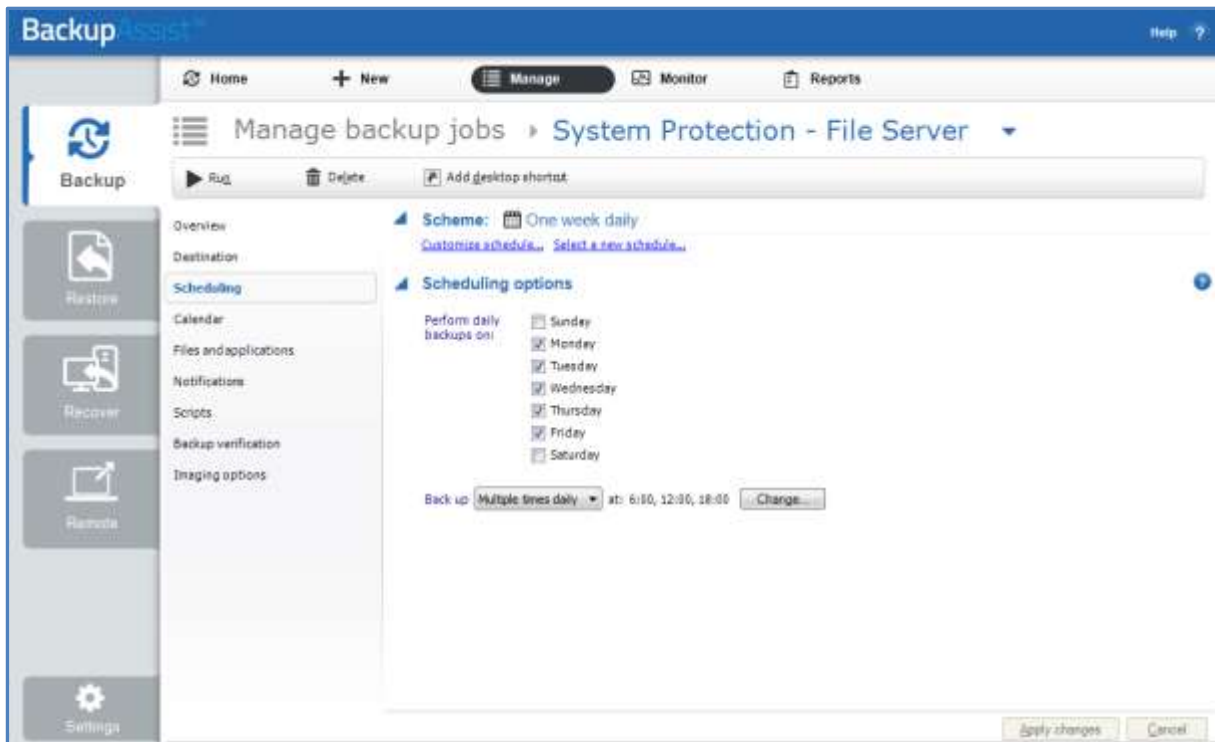 BackupAssist™
Help ?
Home New Manage Monitor Reports
Manage backup jobs System Protection - File Server
Backup
Restore
Recover
Remote
Settings
Run Delete Add desktop shortcut
Overview
Destination
Scheduling
Calendar
Files and applications
Notifications
Scripts
Backup verification
Imaging options
Scheme: One week daily
Customize schedule... Select a new schedule...
Scheduling options
?
Perform daily
backups on:
Sunday
Monday
Tuesday
Wednesday
Thursday
Friday
Saturday
Back up Multiple times daily at: 6:00, 12:00, 18:00 Change...
Apply changes Cancel